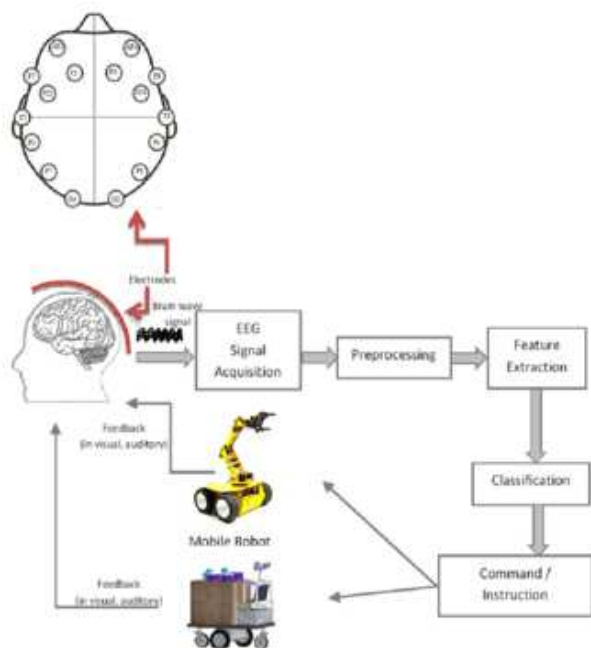 Electrodes
Brain wave
signal
EEG
Signal
Acquisition
Preprocessing
Feature
Extraction
Feedback
(in visual, auditory)
Classification
Mobile Robot
Command /
Instruction
Feedback
(in visual, auditory)